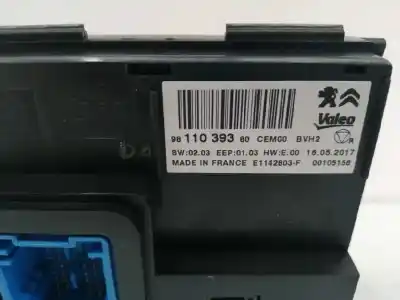 Valeo
98 110 393 80 CEM00 BVH2
SW:02.03 EEP:01.03 HW:E.00 16.05.2017
MADE IN FRANCE E1142803-F 00105156